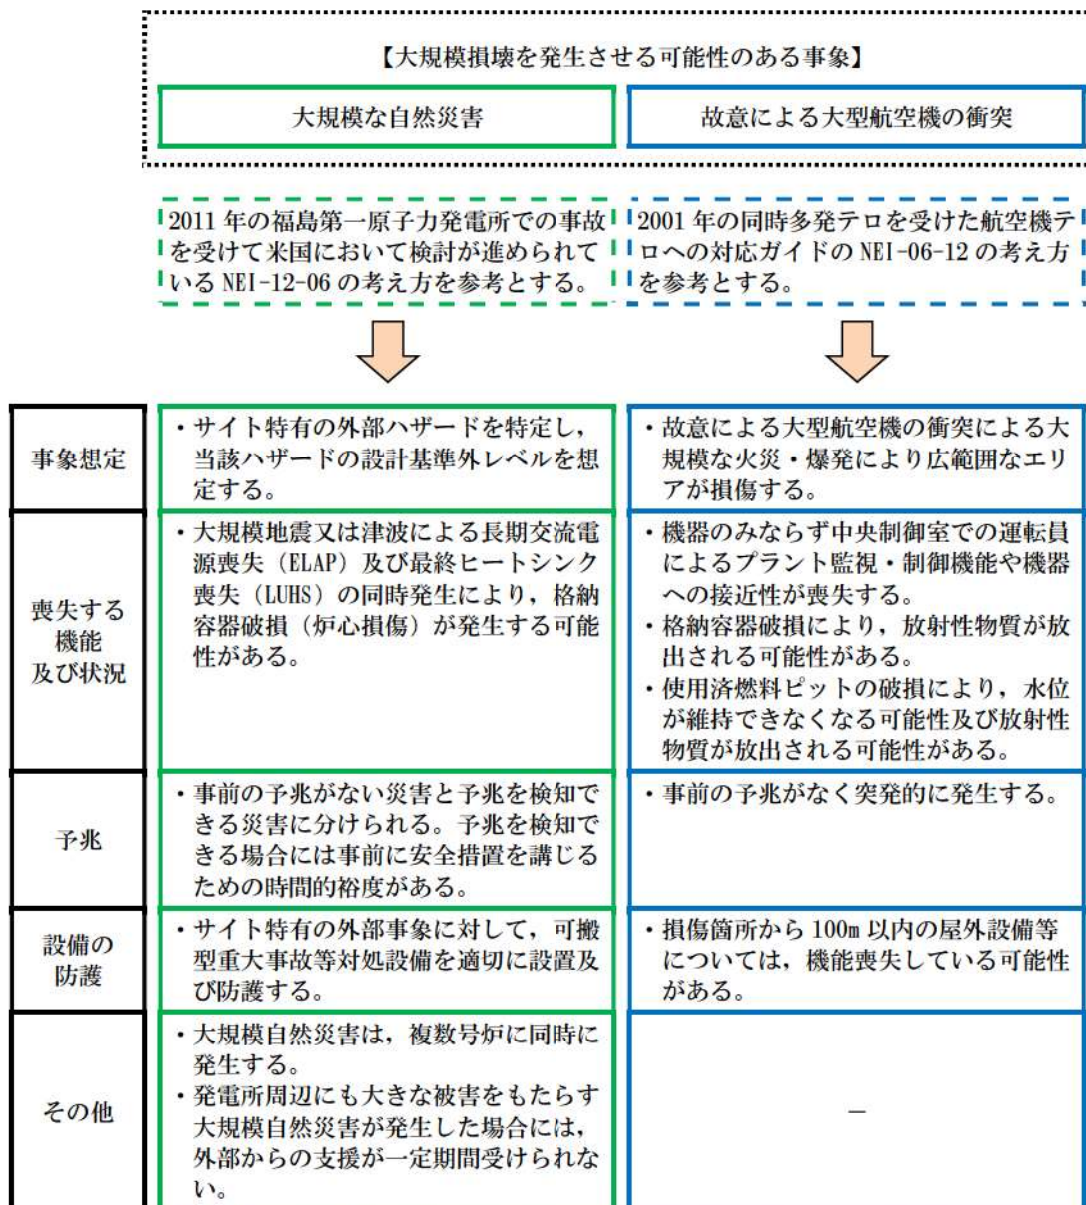 【大規模損壊を発生させる可能性のある事象】
大規模な自然災害
故意による大型航空機の衝突
2011 年の福島第一原子力発電所での事故
を受けて米国において検討が進められて
いる NEI-12-06 の考え方を参考とする。
2001 年の同時多発テロを受けた航空機テ
ロへの対応ガイドの NEI-06-12 の考え方
を参考とする。
事象想定
・サイト特有の外部ハザードを特定し，
当該ハザードの設計基準外レベルを想
定する。
・故意による大型航空機の衝突による大
規模な火災・爆発により広範囲なエリ
アが損傷する。
喪失する
機能
及び状況
・大規模地震又は津波による長期交流電
源喪失（ELAP）及び最終ヒートシンク
喪失（LUHS）の同時発生により，格納
容器破損（炉心損傷）が発生する可能
性がある。
・機器のみならず中央制御室での運転員
によるプラント監視・制御機能や機器
への接近性が喪失する。
・格納容器破損により，放射性物質が放
出される可能性がある。
・使用済燃料ピットの破損により，水位
が維持できなくなる可能性及び放射性
物質が放出される可能性がある。
予兆
・事前の予兆がない災害と予兆を検知で
きる災害に分けられる。予兆を検知で
きる場合には事前に安全措置を講じる
ための時間的裕度がある。
・事前の予兆がなく突発的に発生する。
設備の
防護
・サイト特有の外部事象に対して，可搬
型重大事故等対処設備を適切に設置及
び防護する。
・損傷箇所から 100m 以内の屋外設備等
については，機能喪失している可能性
がある。
その他
・大規模自然災害は，複数号炉に同時に
発生する。
・発電所周辺にも大きな被害をもたらす
大規模自然災害が発生した場合には，
外部からの支援が一定期間受けられな
い。
－